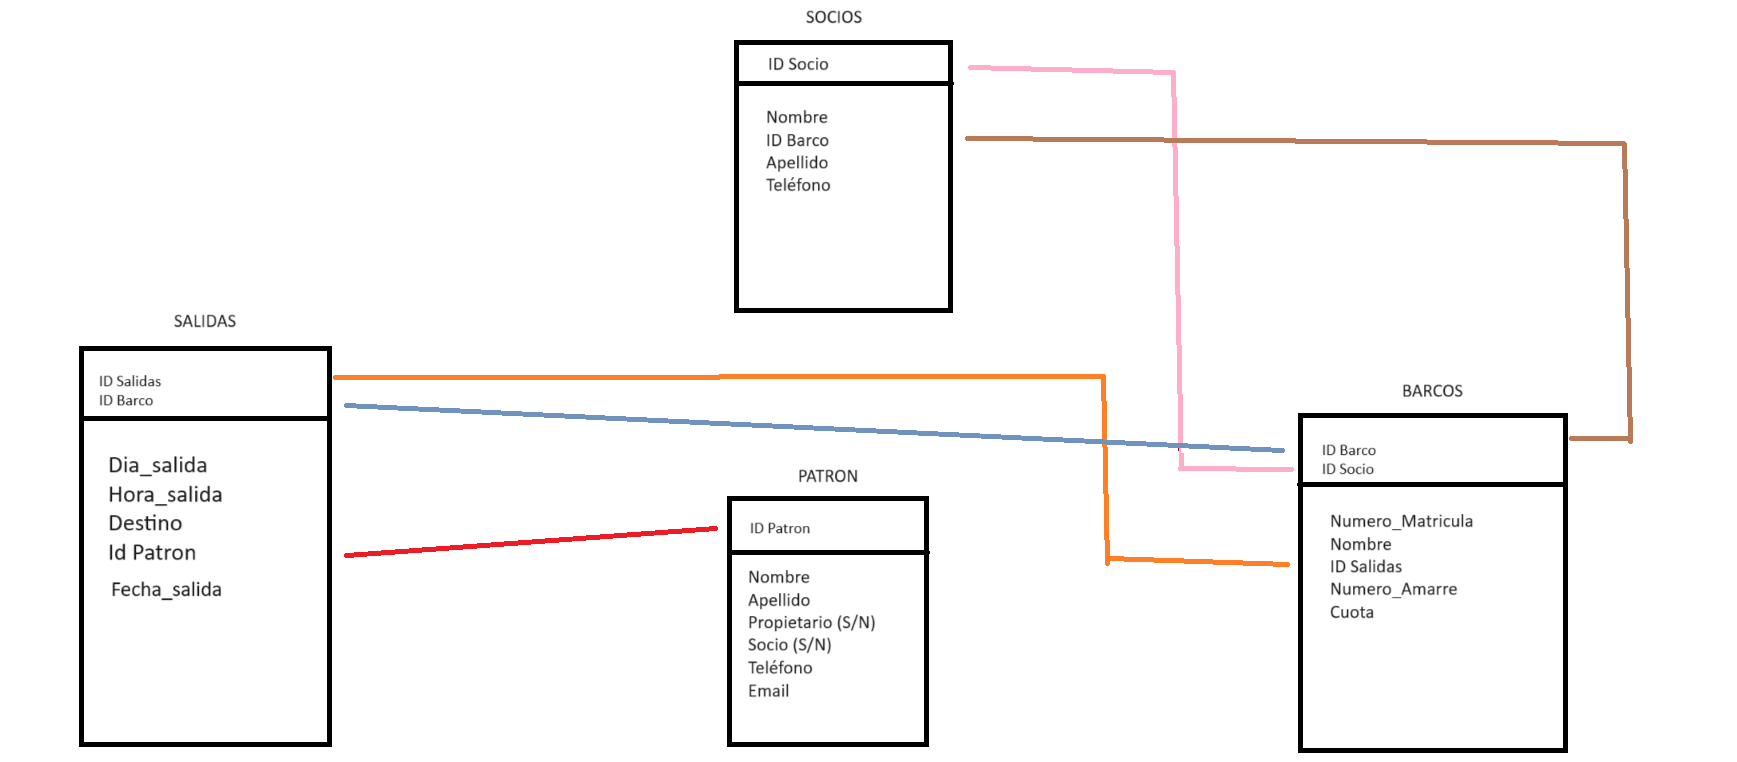 SOCIOS
ID Socio
Nombre
ID Barco
Apellido
Teléfono
SALIDAS
ID Salidas
ID Barco
Dia_salida
Hora_salida
Destino
Id Patron
Fecha_salida
PATRON
ID Patron
Nombre
Apellido
Propietario (S/N)
Socio (S/N)
Teléfono
Email
BARCOS
ID Barco
ID Socio
Numero_Matricula
Nombre
ID Salidas
Numero_Amarre
Cuota